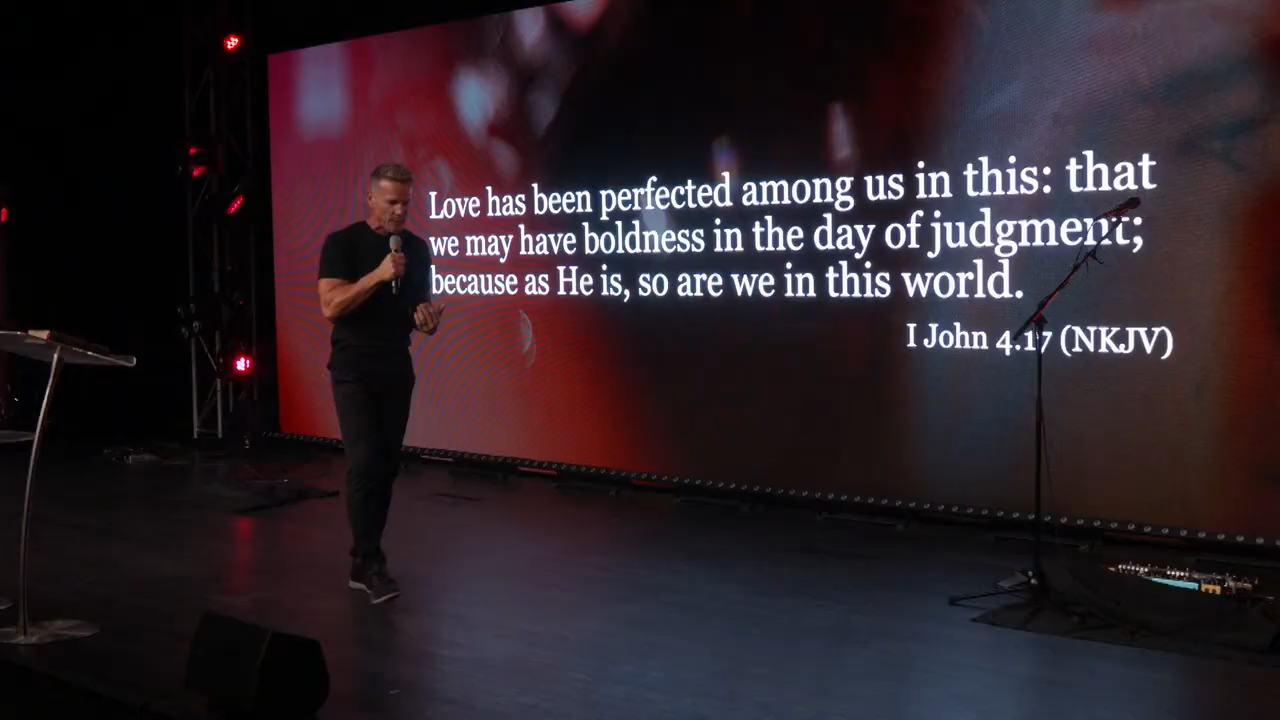 Love has been perfected among us in this: that
we may have boldness in the day of judgment;
because as He is, so are we in this world.
I John 4:17 (NKJV)